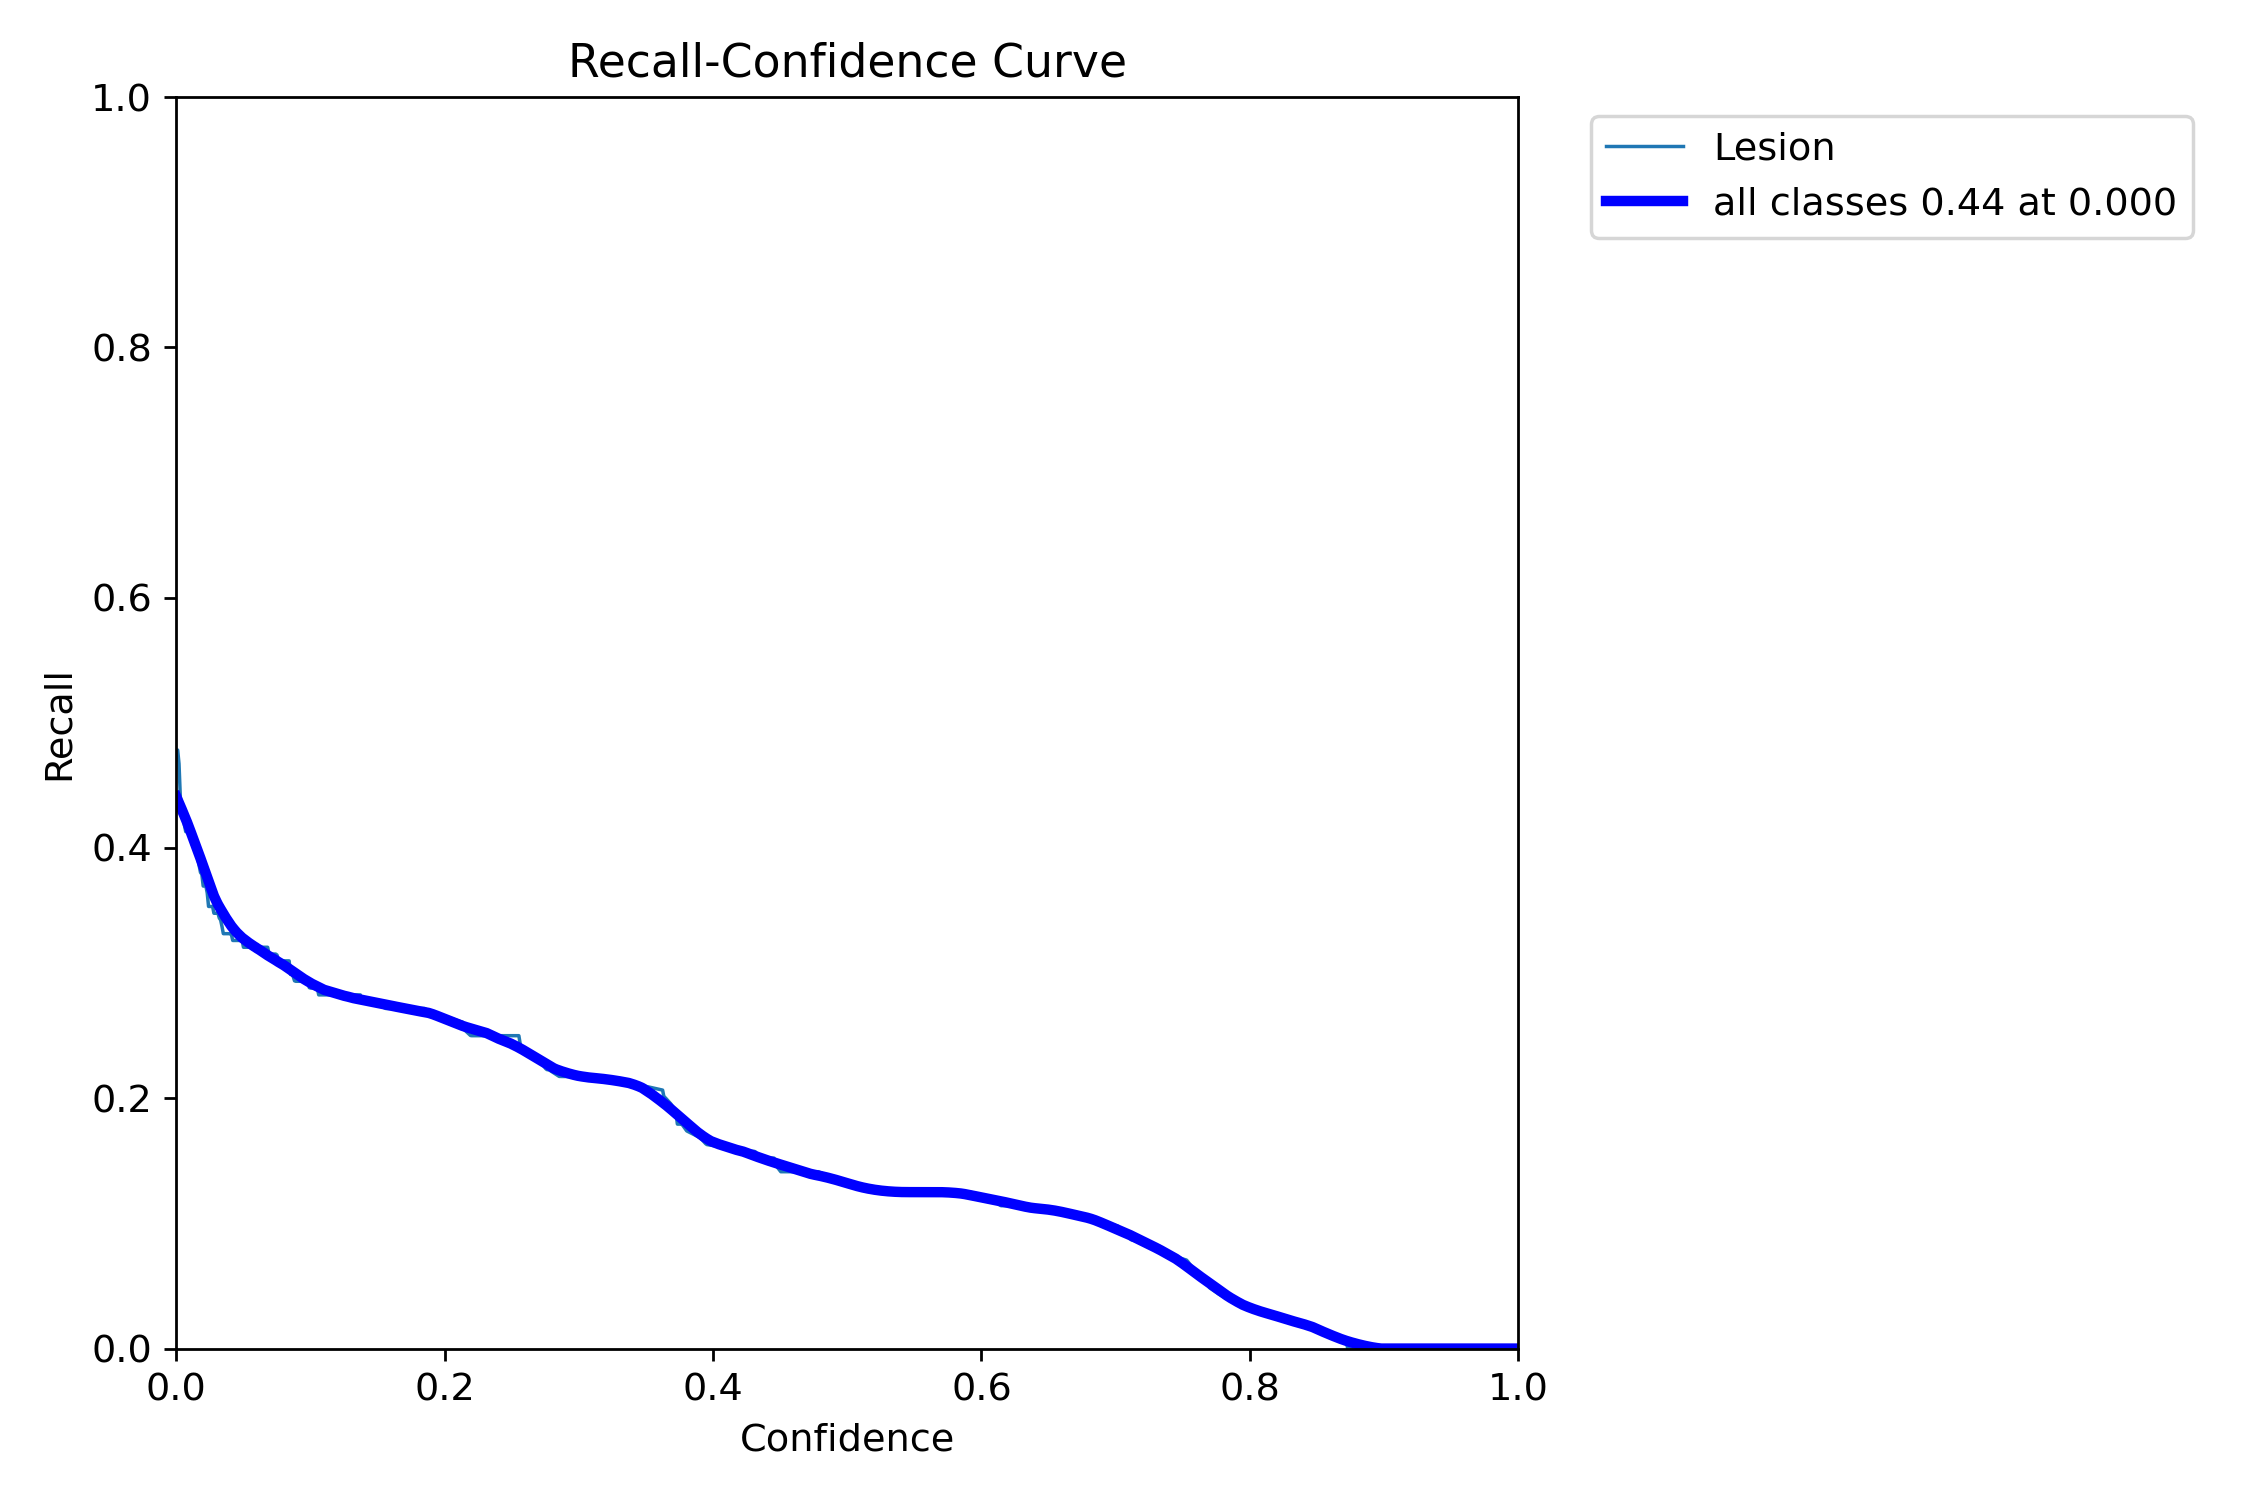 Recall-Confidence Curve
1.0
0.8
0.6
0.4
0.2
0.0
Recall
0.0 0.2 0.4 0.6 0.8 1.0
Confidence
Lesion
all classes 0.44 at 0.000